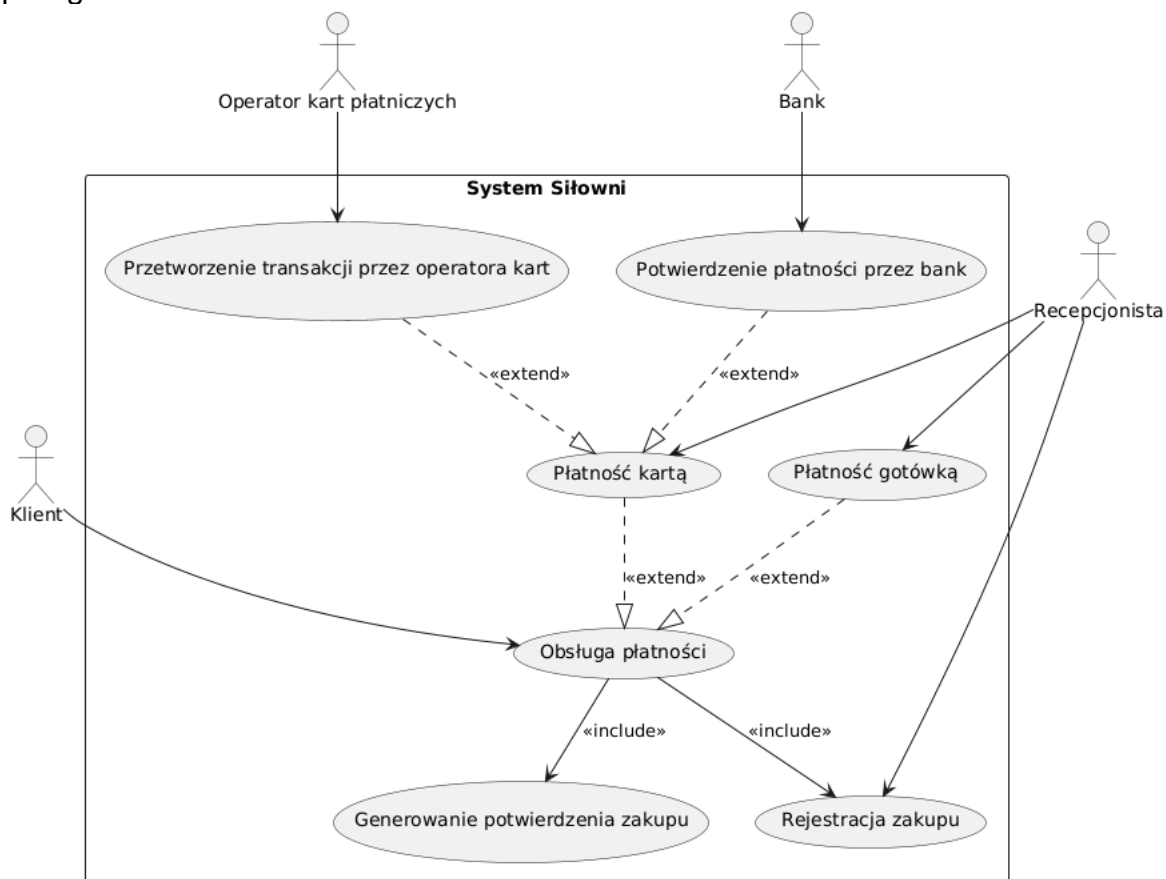 Operator kart płatniczych
Bank
System Siłowni
Przetworzenie transakcji przez operatora kart
Potwierdzenie płatności przez bank
Recepcjonista
«extend»
«extend»
Płatność kartą
Płatność gotówką
Klient
«extend»
«extend»
Obsługa płatności
«include»
«include»
Generowanie potwierdzenia zakupu
Rejestracja zakupu